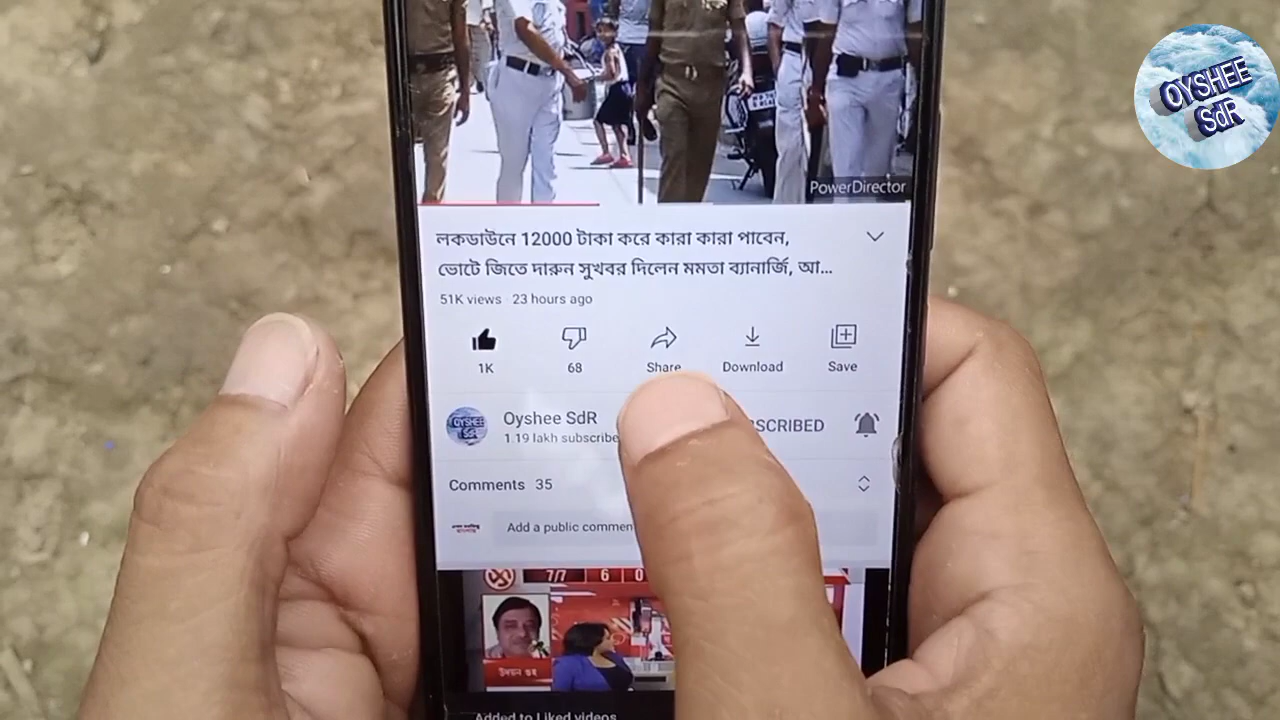 OYSHEE
SdR
PowerDirector
লকডাউনে 12000 টাকা করে কারা কারা পাবেন,
ভোটে জিতে দারুন সুখবর দিলেন মমতা ব্যানার্জি, আ...
51K views · 23 hours ago
1K
68
Share
Download
Save
OYSHEE
Oyshee SdR
SCRIBED
1.19 lakh subscribe
Comments 35
Add a public commen
7/7 6 0
উদয়ন গুহ
Added to Liked videos